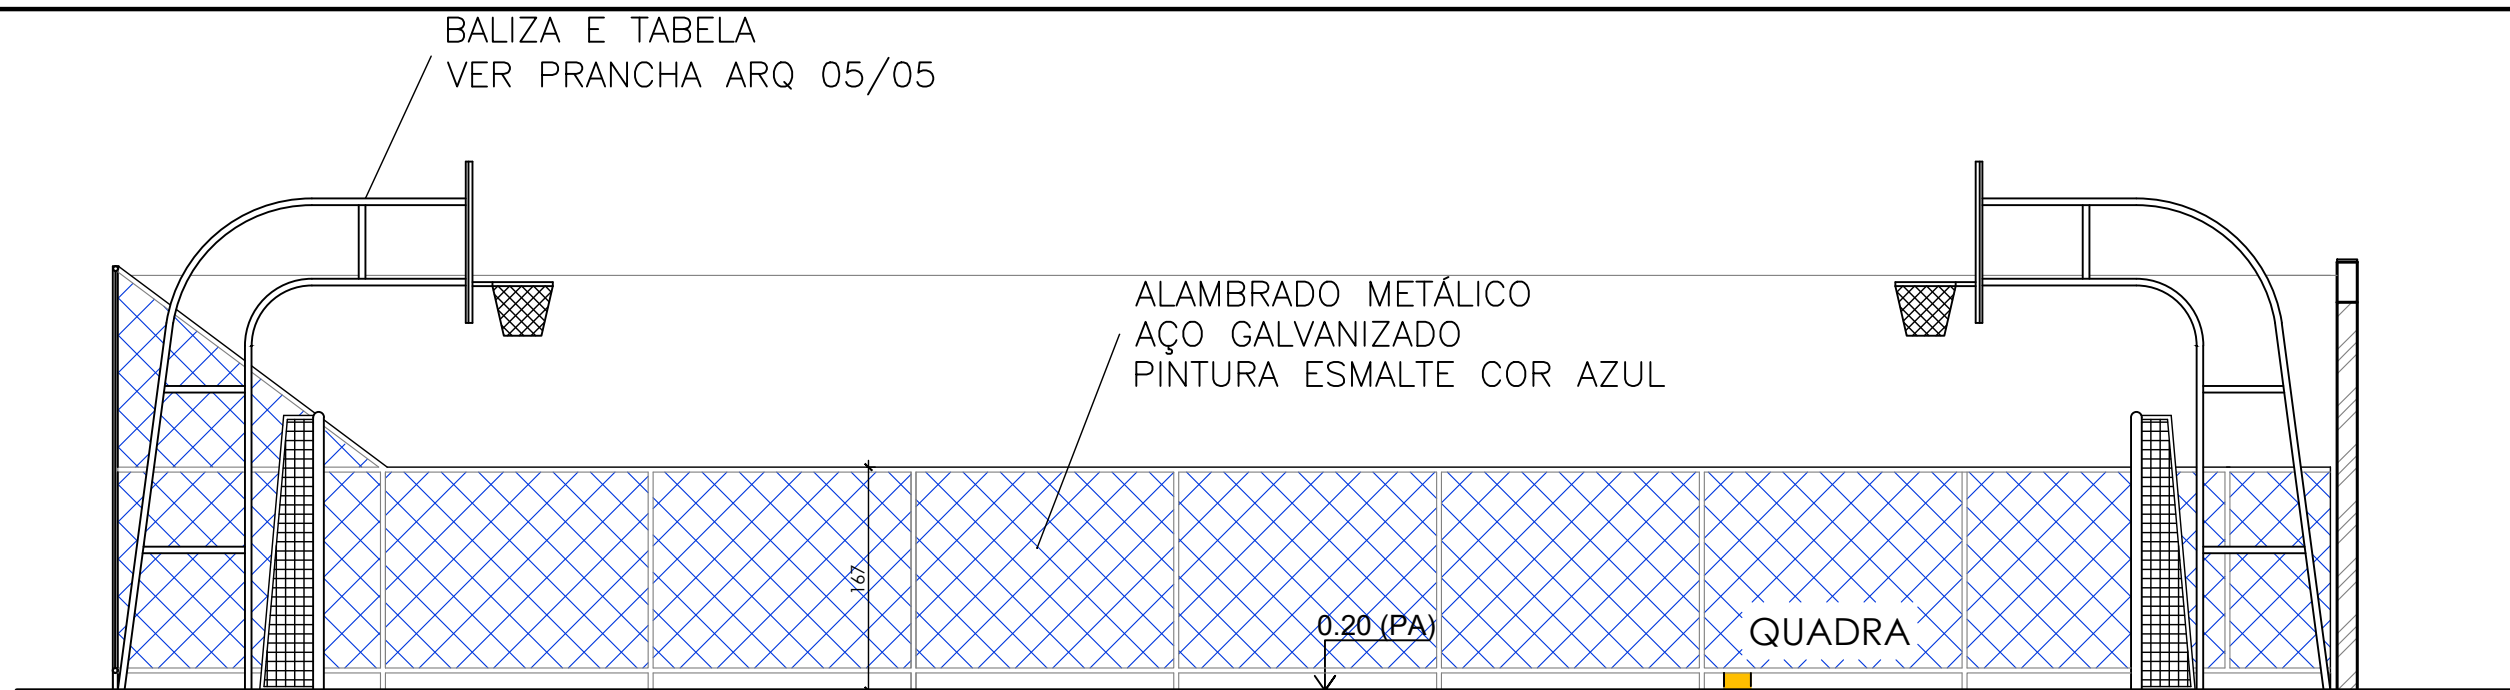 BALIZA E TABELA
VER PRANCHA ARQ 05/05
ALAMBRADO METÁLICO
AÇO GALVANIZADO
PINTURA ESMALTE COR AZUL
167
0.20 (PA)
QUADRA